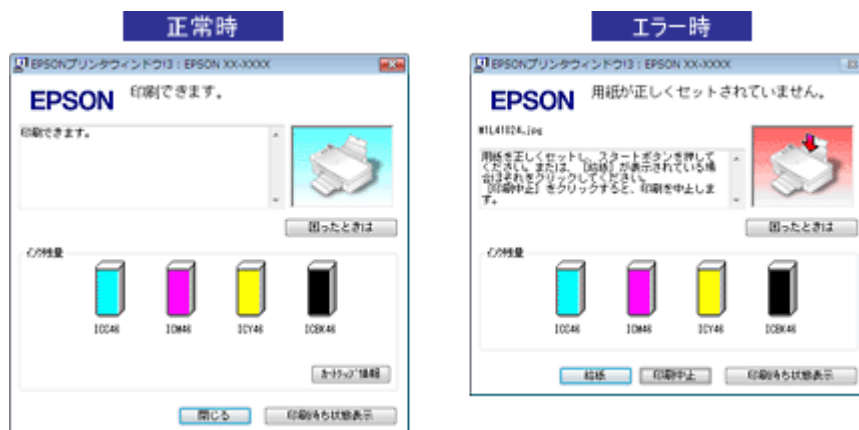 正常時
EPSONプリンタウィンドウ!3 : EPSON XX-XXXX
EPSON
印刷できます。
印刷できます。
困ったときは
インク残量
ICC46
ICM46
ICY46
ICBK46
カートリッジ情報
閉じる
印刷待ち状態表示
エラー時
EPSONプリンタウィンドウ!3 : EPSON XX-XXXX
EPSON
用紙が正しくセットされていません。
用紙を正しくセットし、スタートボタンを押して
ください。または、[給紙] が表示されている場
合はそれをクリックしてください。
[印刷中止] をクリックすると、印刷を中止しま
す。
困ったときは
インク残量
ICC46
ICM46
ICY46
ICBK46
給紙
印刷中止
印刷待ち状態表示